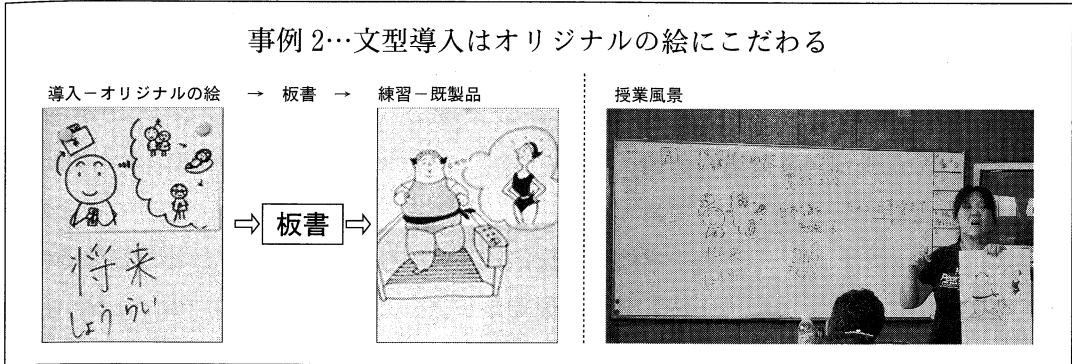 事例2…文型導入はオリジナルの絵にこだわる
導入－オリジナルの絵 → 板書 → 練習－既製品
授業風景
将来
しょうらい
板書